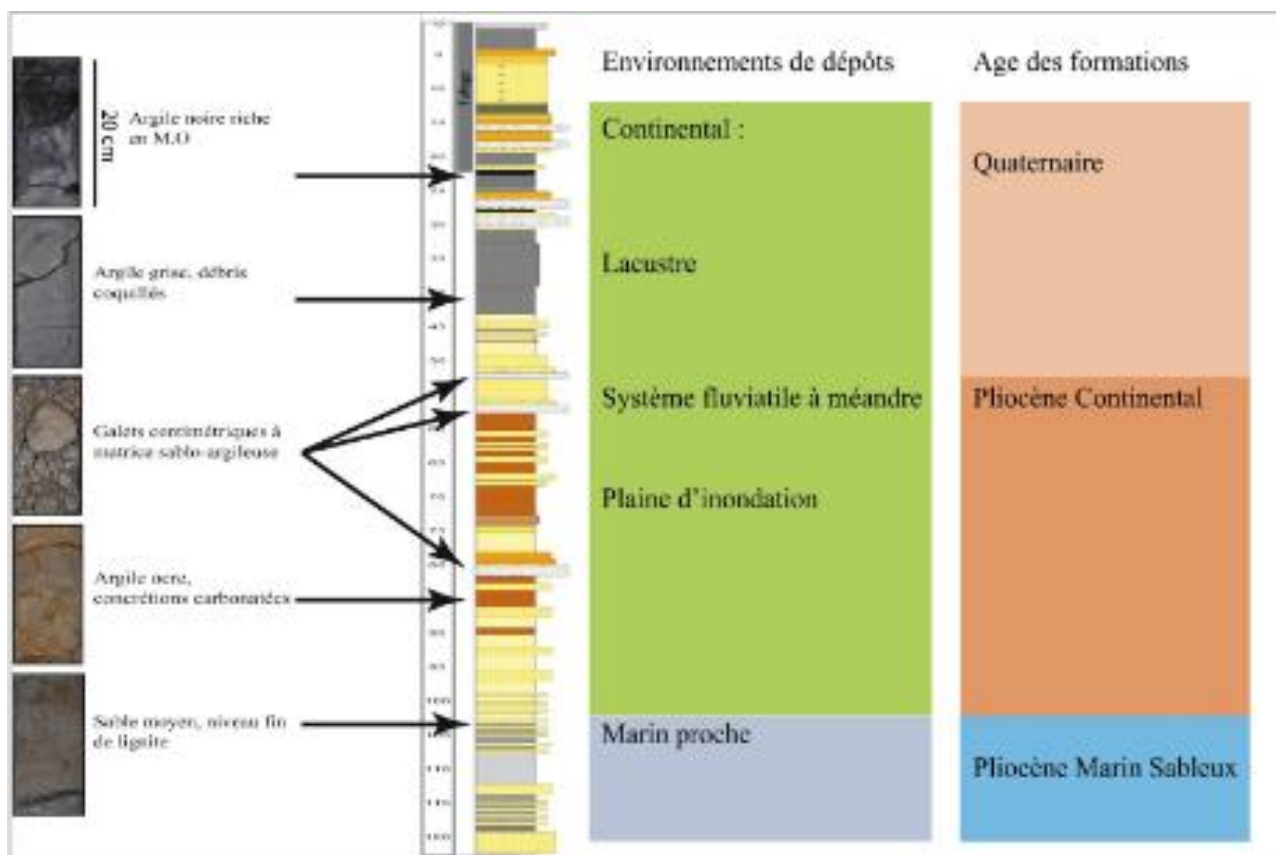 Environnements de dépôts
Age des formations
20 cm
Argile noire riche
en M.O
Continental :
Quaternaire
Argile grise, débris
coquillés
Lacustre
Galets centimétriques à
matrice sablo-argileuse
Système fluviatile à méandre
Pliocène Continental
Plaine d'inondation
Argile ocre,
concrétions carbonatées
Sable moyen, niveau fin
de lignite
Marin proche
Pliocène Marin Sableux